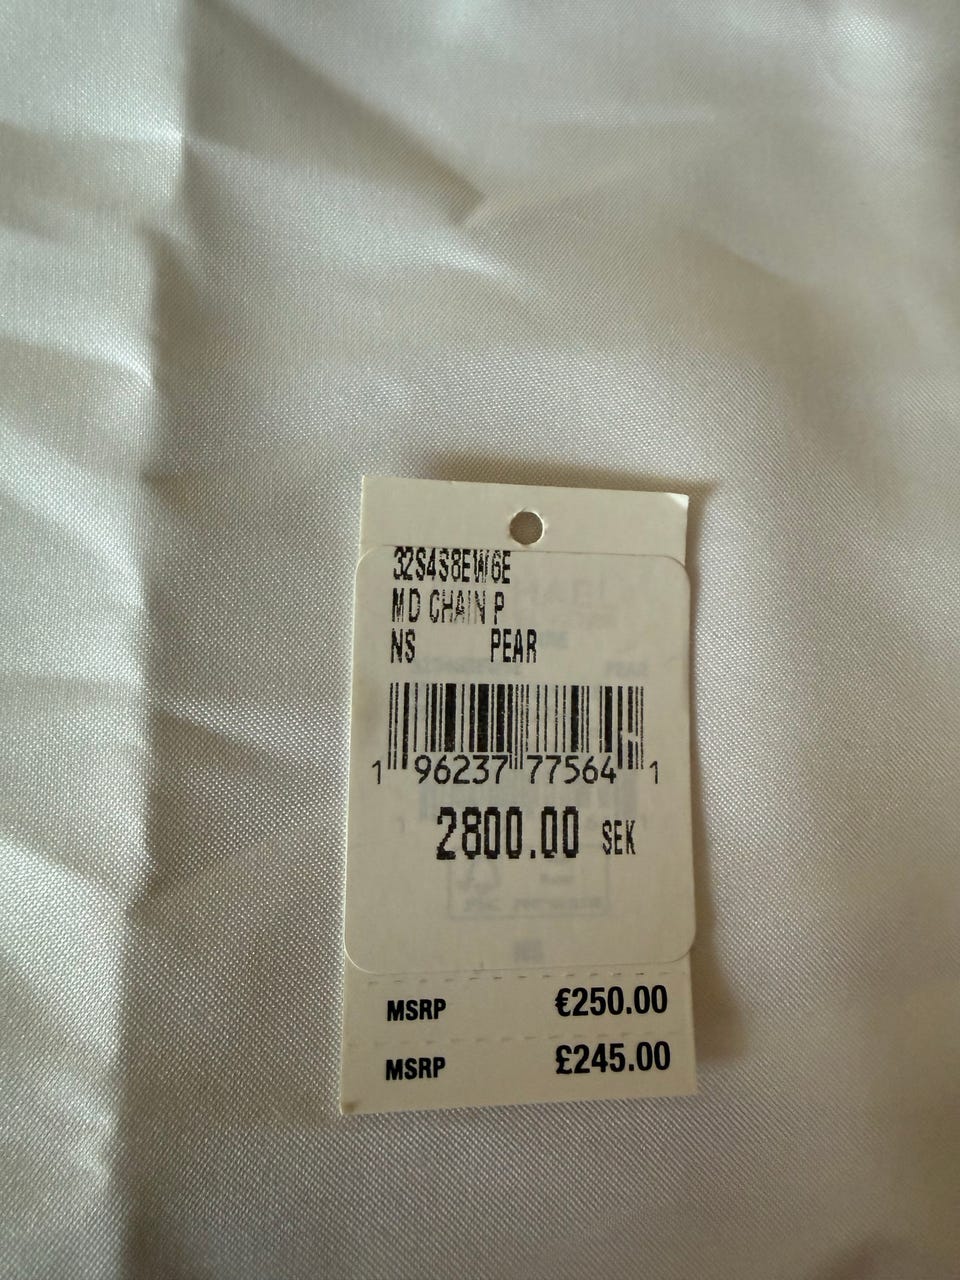 32S4S8EW6E
MD CHAIN P
NS PEAR
1 96237 77564 1
2800.00 SEK
MSRP €250.00
MSRP £245.00